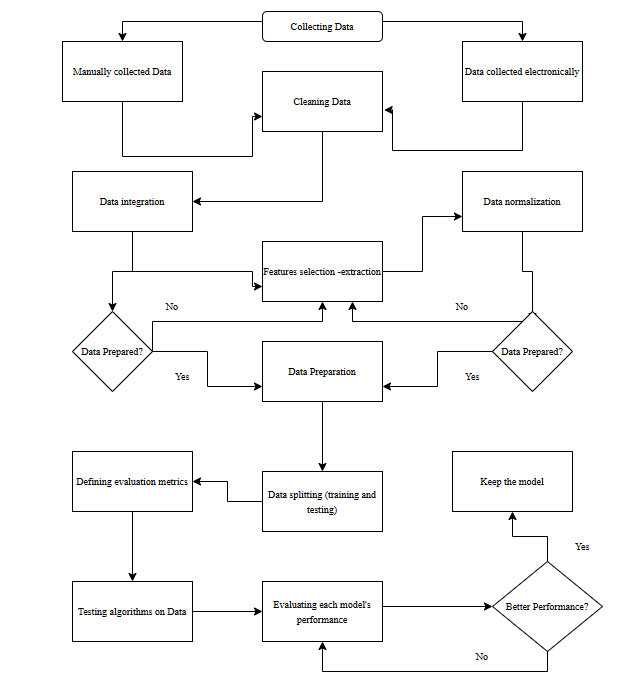 Collecting Data
Manually collected Data
Data collected electronically
Cleaning Data
Data integration
Data normalization
Features selection -extraction
No
No
Data Prepared?
Data Prepared?
Data Preparation
Yes
Yes
Defining evaluation metrics
Data splitting (training and
testing)
Keep the model
Yes
Testing algorithms on Data
Evaluating each model's
performance
Better Performance?
No